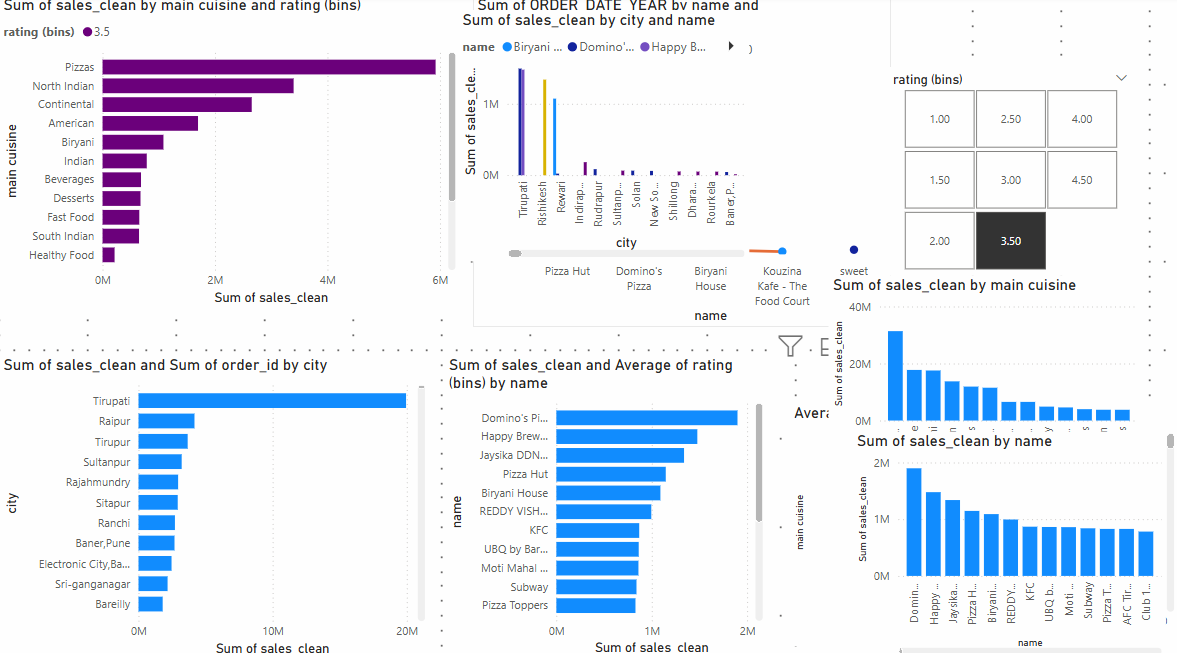 Sum of sales_clean by main cuisine and rating (bins)
rating (bins) 3.5
main cuisine
Pizzas
North Indian
Continental
American
Biryani
Indian
Beverages
Desserts
Fast Food
South Indian
Healthy Food
0M 2M 4M 6M
Sum of sales_clean
Sum of ORDER_DATE_YEAR by name and
Sum of sales_clean by city and name
name Biryani ... Domino'... Happy B...
Sum of sales_cle...
1M
0M
Tirupati
Rishikesh
Rewari
Indirap...
Rudrapur
Sultanp...
Solan
New So...
Shillong
Dhara...
Rourkela
Baner,P...
city
Pizza Hut
Domino's
Pizza
Biryani
House
Kouzina
Kafe - The
Food Court
sweet
name
rating (bins)
1.00 2.50 4.00
1.50 3.00 4.50
2.00 3.50
Sum of sales_clean by main cuisine
Sum of sales_clean
40M
20M
0M
Sum of sales_clean and Sum of order_id by city
city
Tirupati
Raipur
Tirupur
Sultanpur
Rajahmundry
Sitapur
Ranchi
Baner,Pune
Electronic City,Ba...
Sri-ganganagar
Bareilly
0M 10M 20M
Sum of sales_clean
Sum of sales_clean and Average of rating
(bins) by name
name
Domino's Pi...
Happy Brew...
Jaysika DDN...
Pizza Hut
Biryani House
REDDY VISH...
KFC
UBQ by Bar...
Moti Mahal ...
Subway
Pizza Toppers
0M 1M 2M
Sum of sales_clean
Avera
main cuisine
Sum of sales_clean by name
Sum of sales_clean
2M
1M
0M
Domin...
Happy ...
Jaysika...
Pizza H...
Biryani...
REDDY...
KFC
UBQ b...
Moti ...
Subway
Pizza T...
AFC Tir...
Club 1...
name